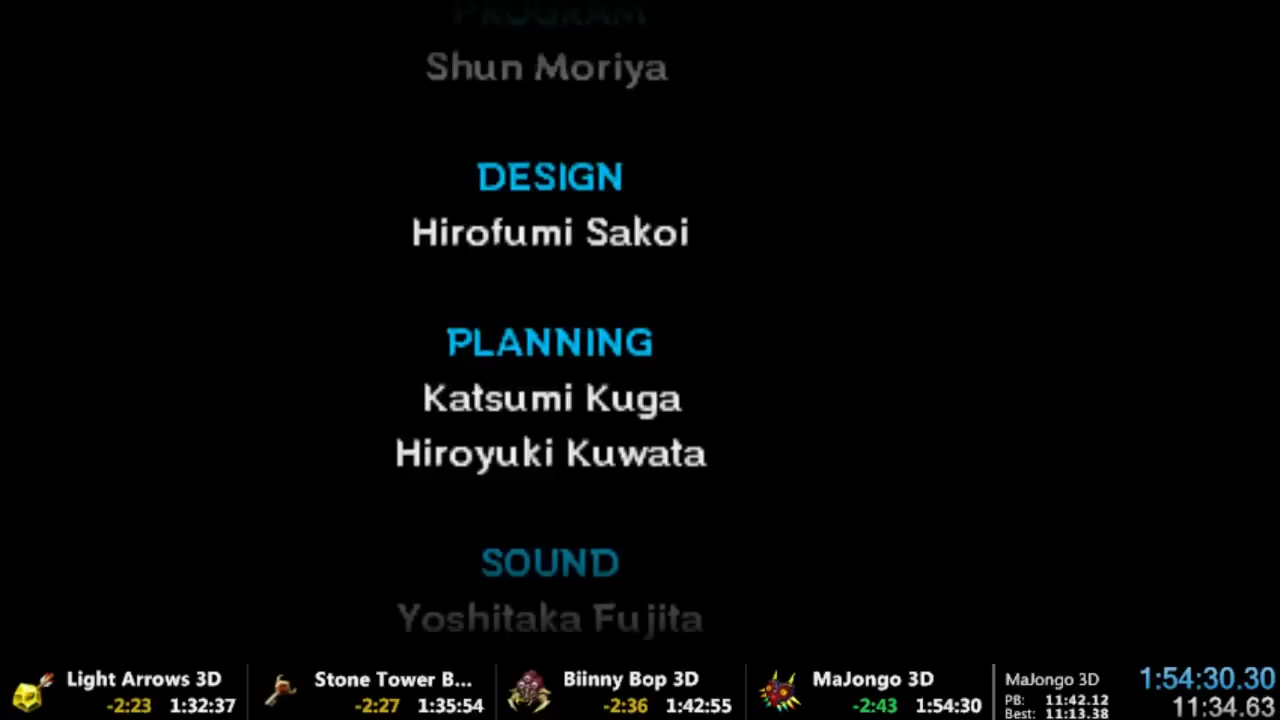 PROGRAM
Shun Moriya
DESIGN
Hirofumi Sakoi
PLANNING
Katsumi Kuga
Hiroyuki Kuwata
SOUND
Yoshitaka Fujita
Light Arrows 3D
-2:23 1:32:37
Stone Tower B...
-2:27 1:35:54
Biinny Bop 3D
-2:36 1:42:55
MaJongo 3D
-2:43 1:54:30
MaJongo 3D
PB: 11:42.12
Best: 11:13.38
1:54:30.30
11:34.63